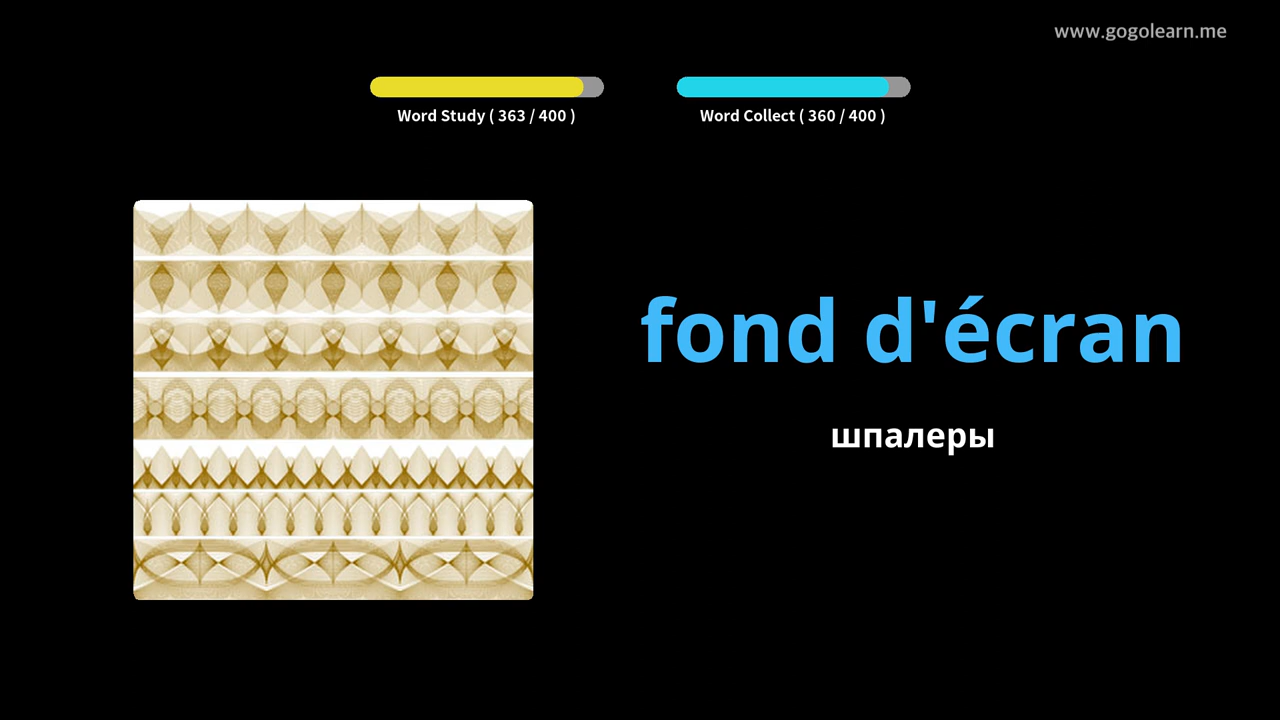 www.gogolearn.me
Word Study ( 363 / 400 )
Word Collect ( 360 / 400 )
fond d'écran
шпалеры